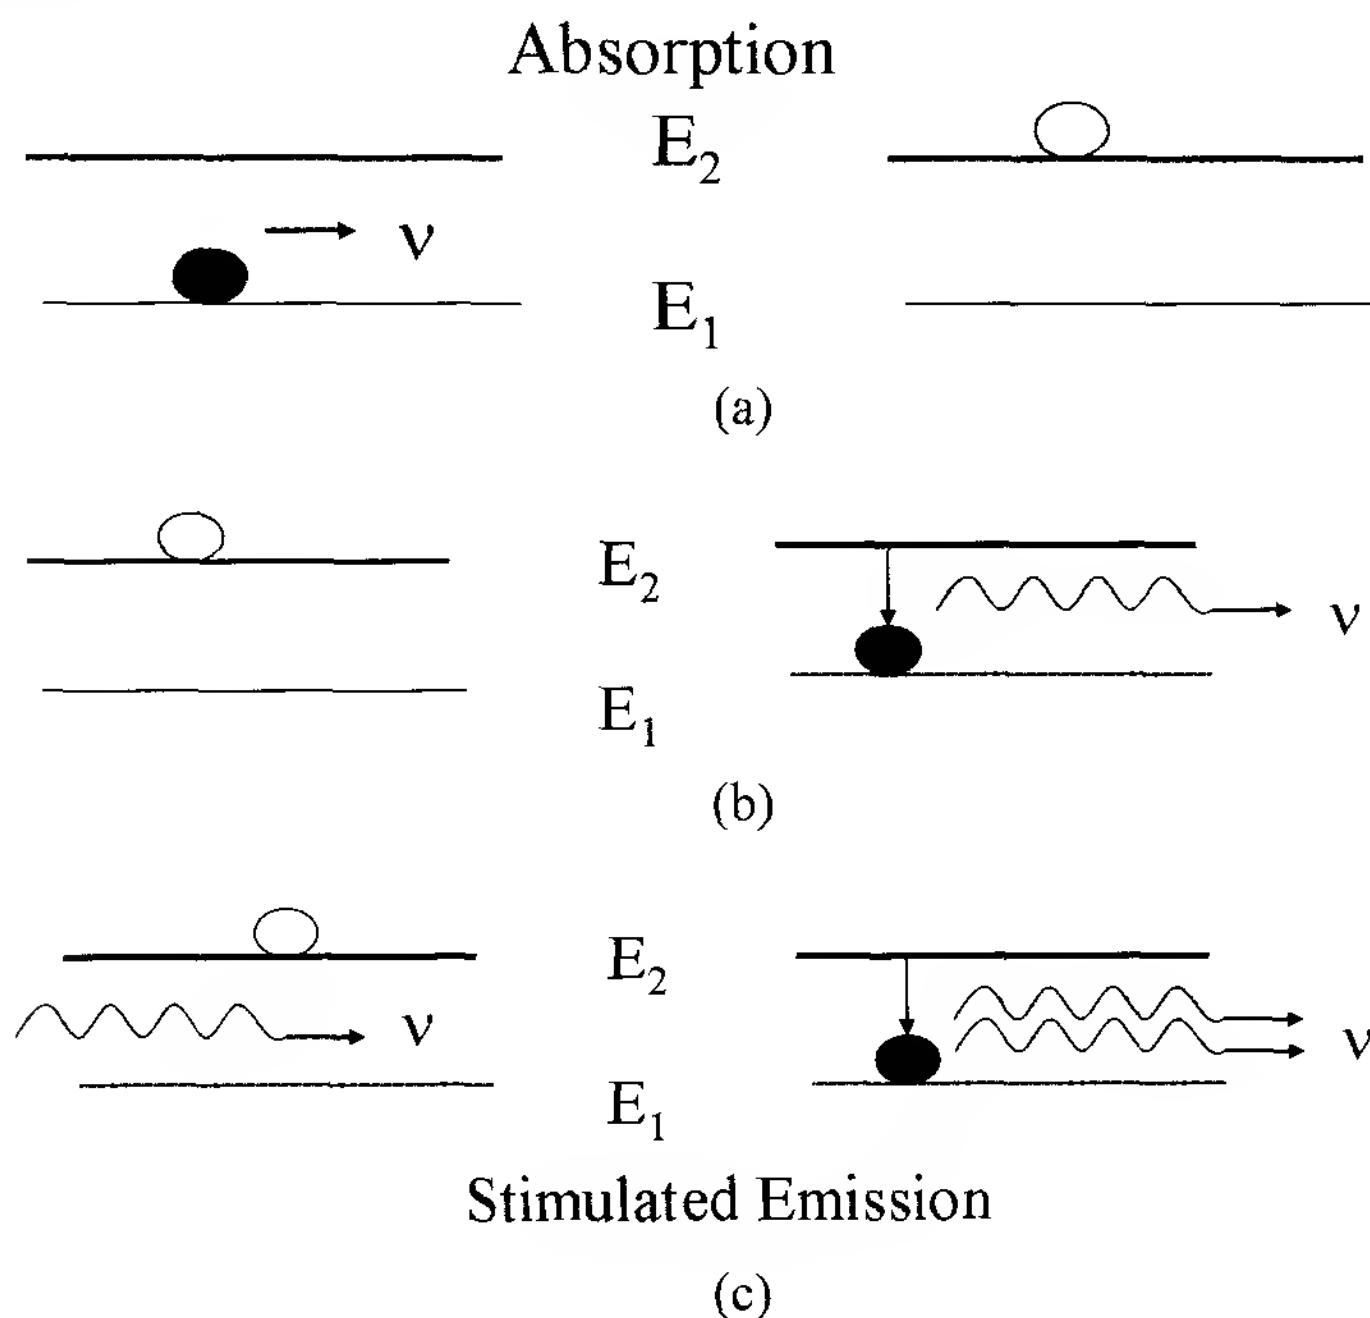 Absorption
E₂
ν
E₁
(a)
E₂
ν
E₁
(b)
E₂
ν
ν
E₁
Stimulated Emission
(c)